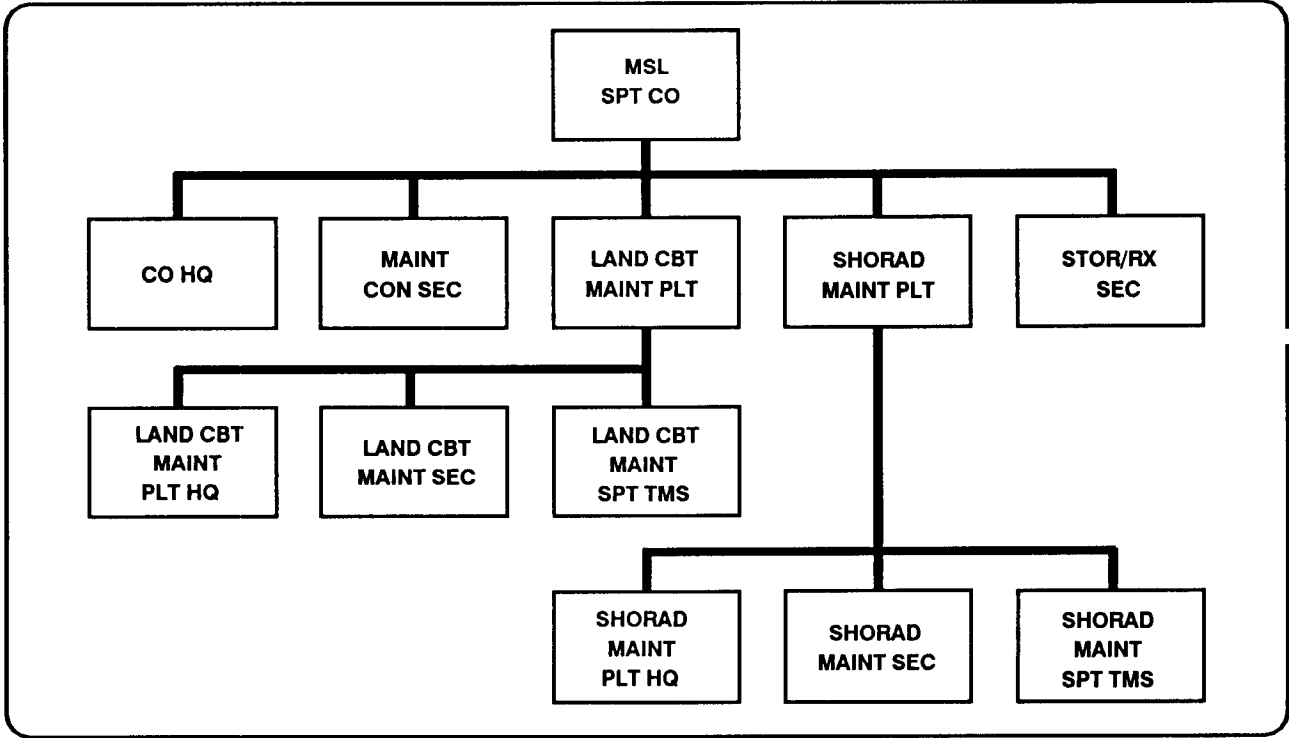 MSL
SPT CO
CO HQ
MAINT
CON SEC
LAND CBT
MAINT PLT
SHORAD
MAINT PLT
STOR/RX
SEC
LAND CBT
MAINT
PLT HQ
LAND CBT
MAINT SEC
LAND CBT
MAINT
SPT TMS
SHORAD
MAINT
PLT HQ
SHORAD
MAINT SEC
SHORAD
MAINT
SPT TMS